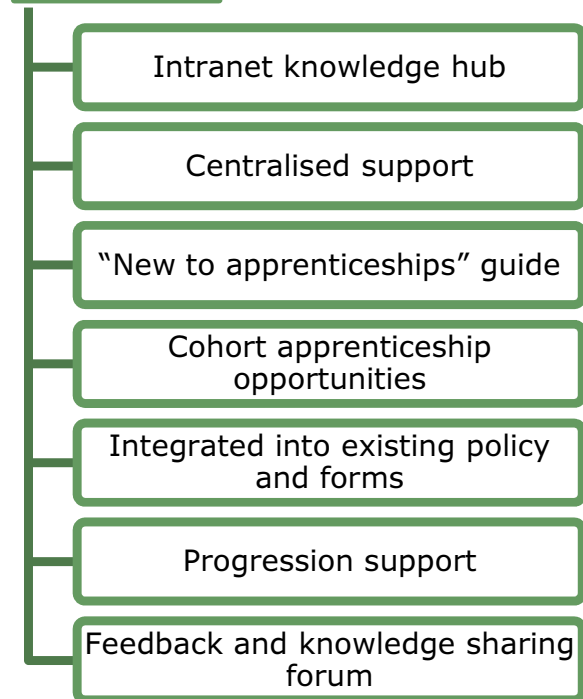 Intranet knowledge hub
Centralised support
“New to apprenticeships” guide
Cohort apprenticeship
opportunities
Integrated into existing policy
and forms
Progression support
Feedback and knowledge sharing
forum